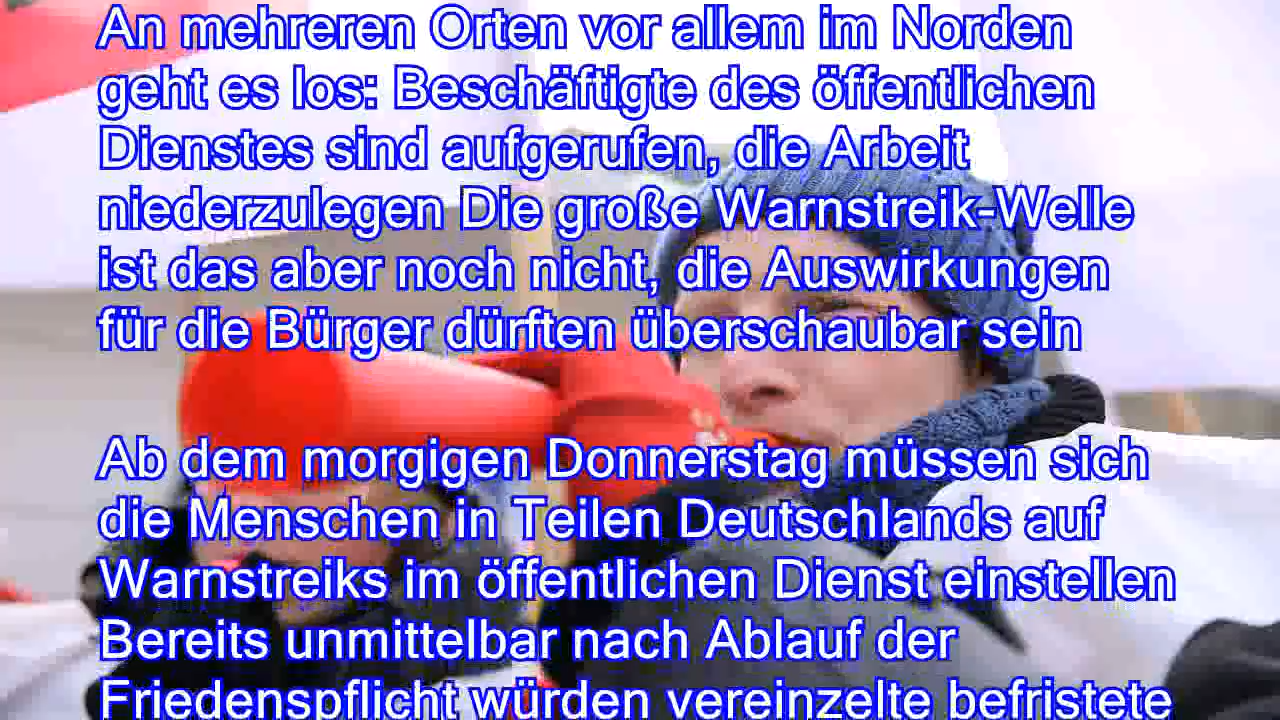 An mehreren Orten vor allem im Norden
geht es los: Beschäftigte des öffentlichen
Dienstes sind aufgerufen, die Arbeit
niederzulegen Die große Warnstreik-Welle
ist das aber noch nicht, die Auswirkungen
für die Bürger dürften überschaubar sein
Ab dem morgigen Donnerstag müssen sich
die Menschen in Teilen Deutschlands auf
Warnstreiks im öffentlichen Dienst einstellen
Bereits unmittelbar nach Ablauf der
Friedenspflicht würden vereinzelte befristete